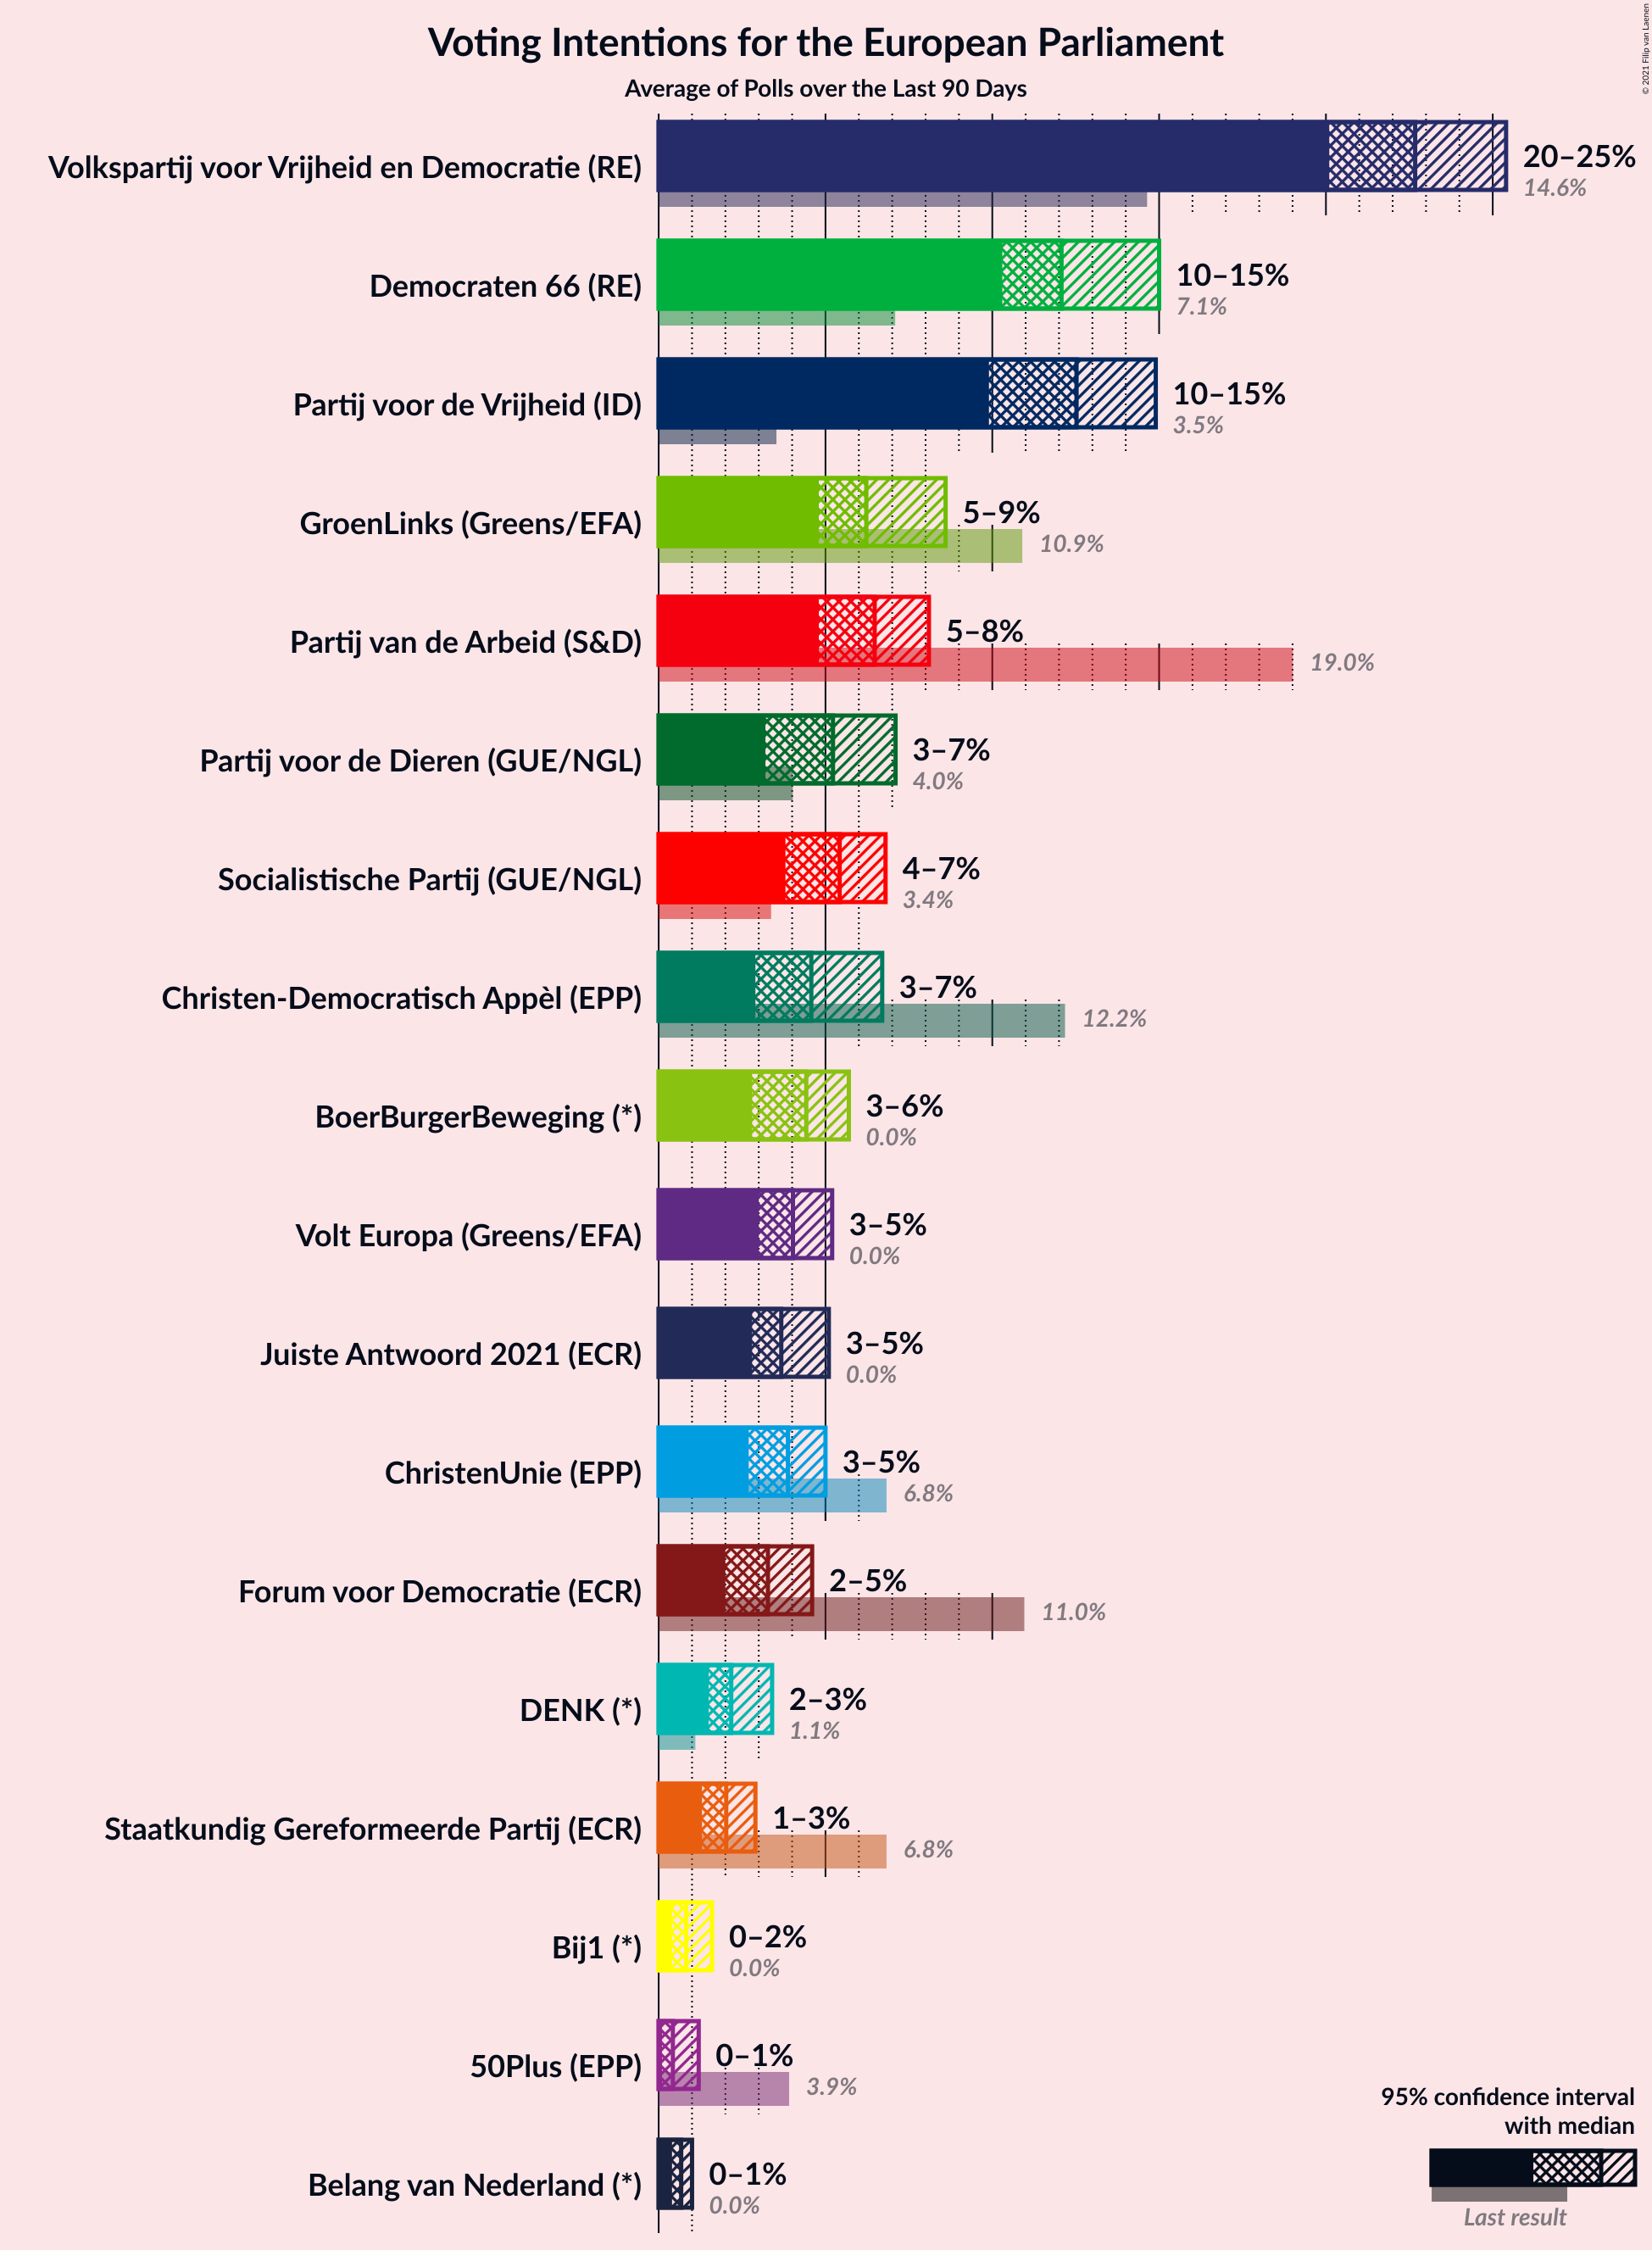 © 2021 Filip van Laenen
Voting Intentions for the European Parliament
Average of Polls over the Last 90 Days
Volkspartij voor Vrijheid en Democratie (RE)
20–25%
14.6%
Democraten 66 (RE)
10–15%
7.1%
Partij voor de Vrijheid (ID)
10–15%
3.5%
GroenLinks (Greens/EFA)
5–9%
10.9%
Partij van de Arbeid (S&D)
5–8%
19.0%
Partij voor de Dieren (GUE/NGL)
3–7%
4.0%
Socialistische Partij (GUE/NGL)
4–7%
3.4%
Christen-Democratisch Appèl (EPP)
3–7%
12.2%
BoerBurgerBeweging (*)
3–6%
0.0%
Volt Europa (Greens/EFA)
3–5%
0.0%
Juiste Antwoord 2021 (ECR)
3–5%
0.0%
ChristenUnie (EPP)
3–5%
6.8%
Forum voor Democratie (ECR)
2–5%
11.0%
DENK (*)
2–3%
1.1%
Staatkundig Gereformeerde Partij (ECR)
1–3%
6.8%
Bij1 (*)
0–2%
0.0%
50Plus (EPP)
0–1%
3.9%
Belang van Nederland (*)
0–1%
0.0%
95% confidence interval
with median
Last result